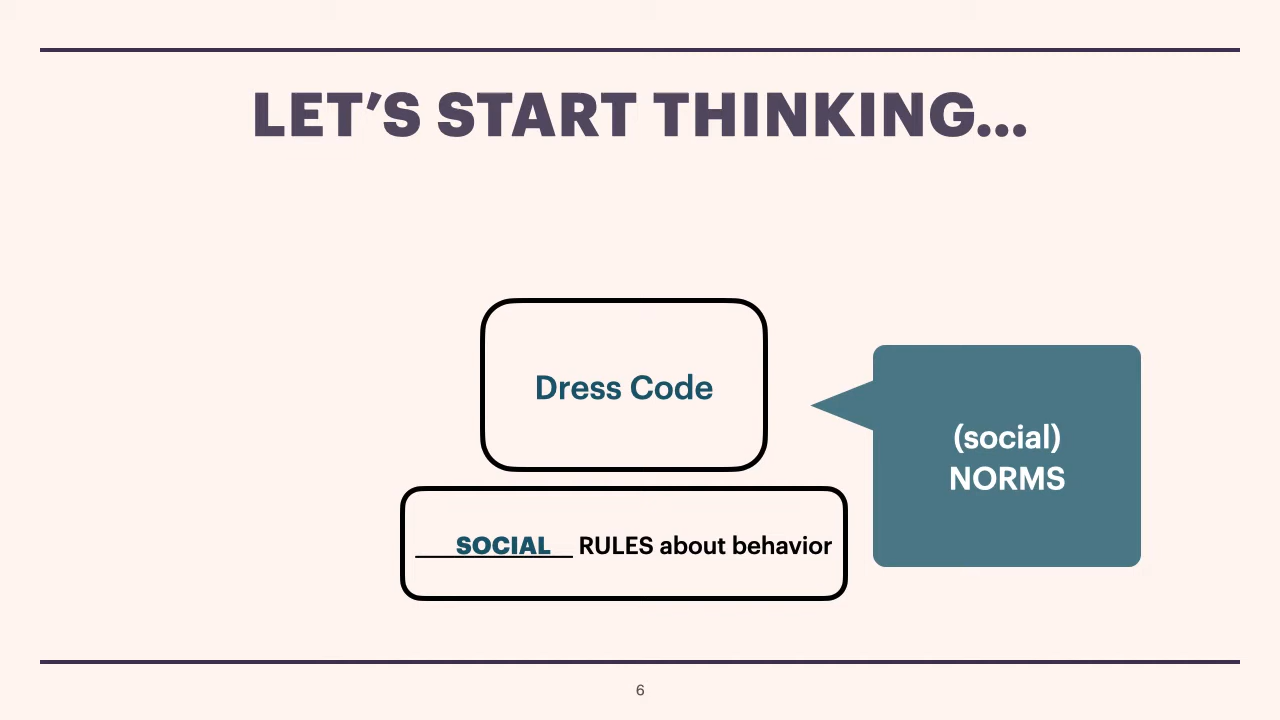 LET’S START THINKING...
Dress Code
(social)
NORMS
SOCIAL RULES about behavior
6